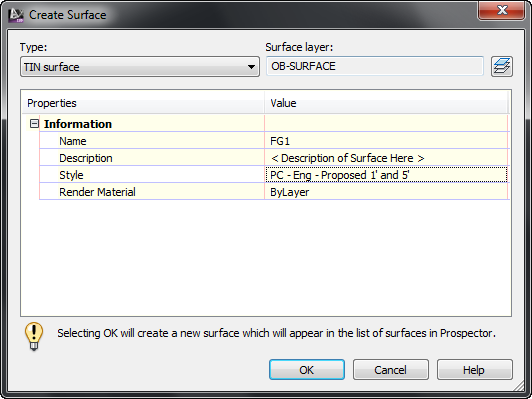 Create Surface
Type: Surface layer:
TIN surface OB-SURFACE
Properties Value
Information
Name FG1
Description < Description of Surface Here >
Style PC - Eng - Proposed 1' and 5'
Render Material ByLayer
Selecting OK will create a new surface which will appear in the list of surfaces in Prospector.
OK Cancel Help